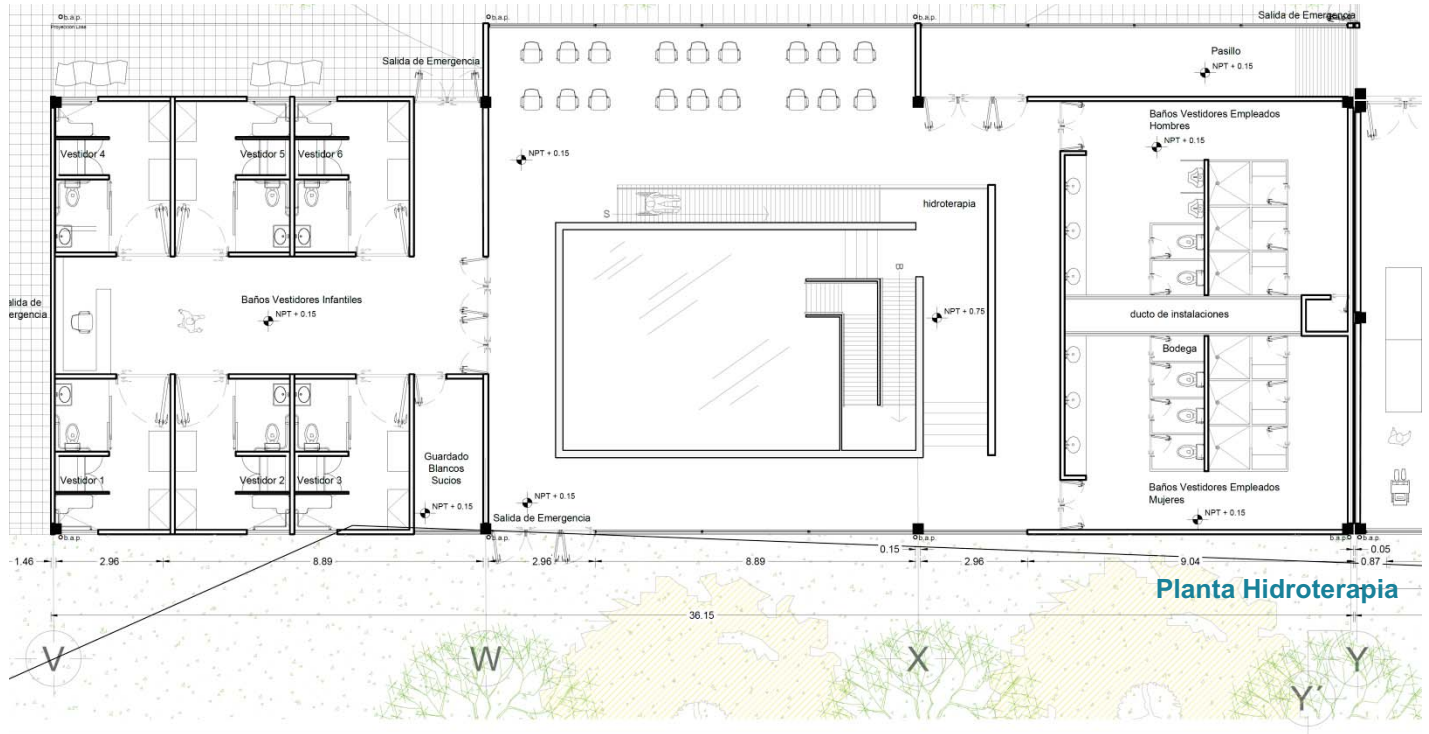 b.a.p.
b.a.p.
b.a.p.
Salida de Emergencia
Proyección Losa
Salida de Emergencia
Pasillo
NPT + 0.15
Baños Vestidores Empleados
Hombres
NPT + 0.15
Vestidor 4
Vestidor 5
Vestidor 6
NPT + 0.15
S
hidroterapia
B
alida de
ergencia
Baños Vestidores Infantiles
NPT + 0.15
NPT + 0.75
ducto de instalaciones
Bodega
Guardado
Blancos
Sucios
NPT + 0.15
Vestidor 1
Vestidor 2
Vestidor 3
NPT + 0.15
Salida de Emergencia
Baños Vestidores Empleados
Mujeres
NPT + 0.15
b.a.p.
b.a.p.
b.a.p.
b.a.p.
b.a.p.
1.46
2.96
8.89
2.96
8.89
0.15
2.96
9.04
0.05
0.87
Planta Hidroterapia
36.15
V
W
X
Y
Y´